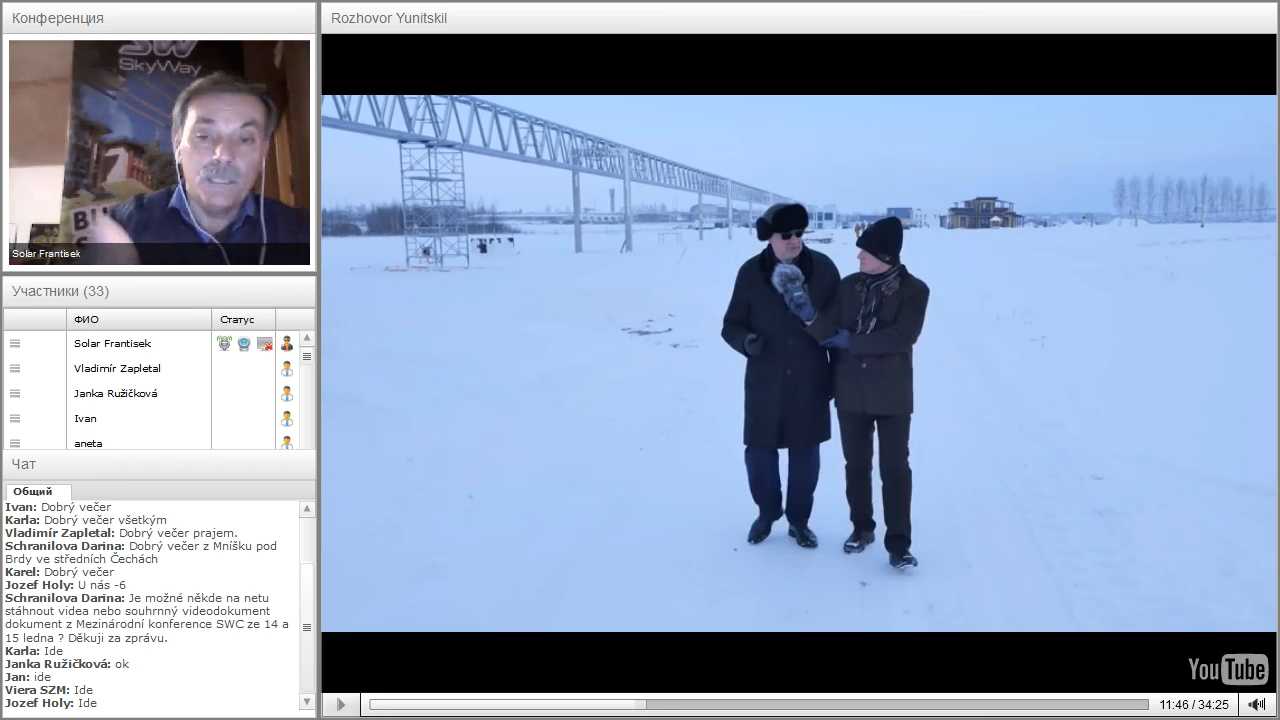 Конференция
SW
SkyWay
Solar Frantisek
Участники (33)
ФИО
Статус
Solar Frantisek
Vladimír Zapletal
Janka Ružičková
Ivan
aneta
Чат
Общий
Ivan: Dobrý večer
Karla: Dobrý večer všetkým
Vladimír Zapletal: Dobrý večer prajem.
Schranilova Darina: Dobrý večer z Mníšku pod
Brdy ve středních Čechách
Karel: Dobrý večer
Jozef Holy: U nás -6
Schranilova Darina: Je možné někde na netu
stáhnout videa nebo souhrnný videodokument
dokument z Mezinárodní konference SWC ze 14 a
15 ledna ? Děkuji za zprávu.
Karla: Ide
Janka Ružičková: ok
Jan: ide
Viera SZM: Ide
Jozef Holy: Ide
Rozhovor Yunitskil
YouTube
11:46 / 34:25